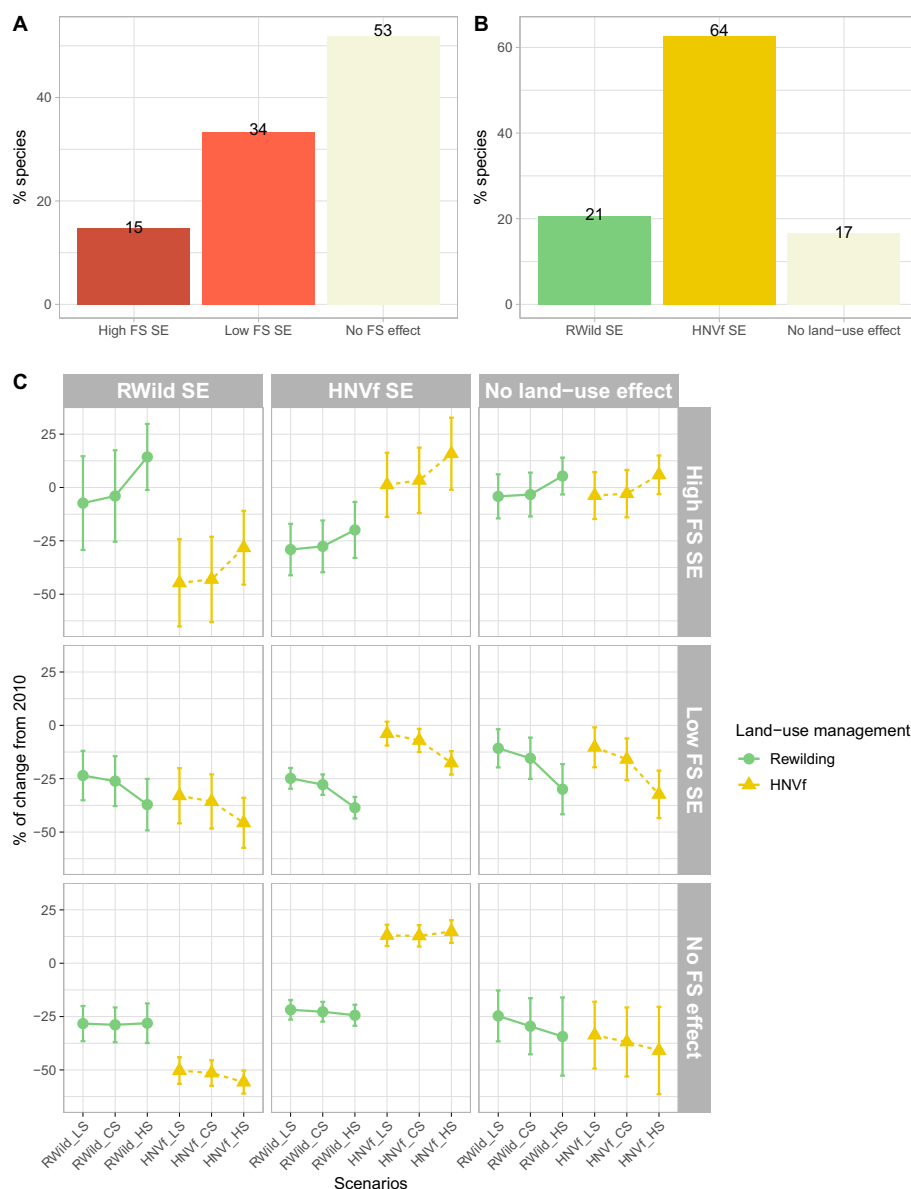 A
B
% species
0
20
40
15
34
53
High FS SE
Low FS SE
No FS effect
% species
0
20
40
60
21
64
17
RWild SE
HNVf SE
No land−use effect
C
RWild SE
HNVf SE
No land−use effect
High FS SE
Low FS SE
No FS effect
% of change from 2010
25
0
−25
−50
25
0
−25
−50
25
0
−25
−50
RWild_LS
RWild_CS
RWild_HS
HNVf_LS
HNVf_CS
HNVf_HS
RWild_LS
RWild_CS
RWild_HS
HNVf_LS
HNVf_CS
HNVf_HS
RWild_LS
RWild_CS
RWild_HS
HNVf_LS
HNVf_CS
HNVf_HS
Scenarios
Land−use management
Rewilding
HNVf